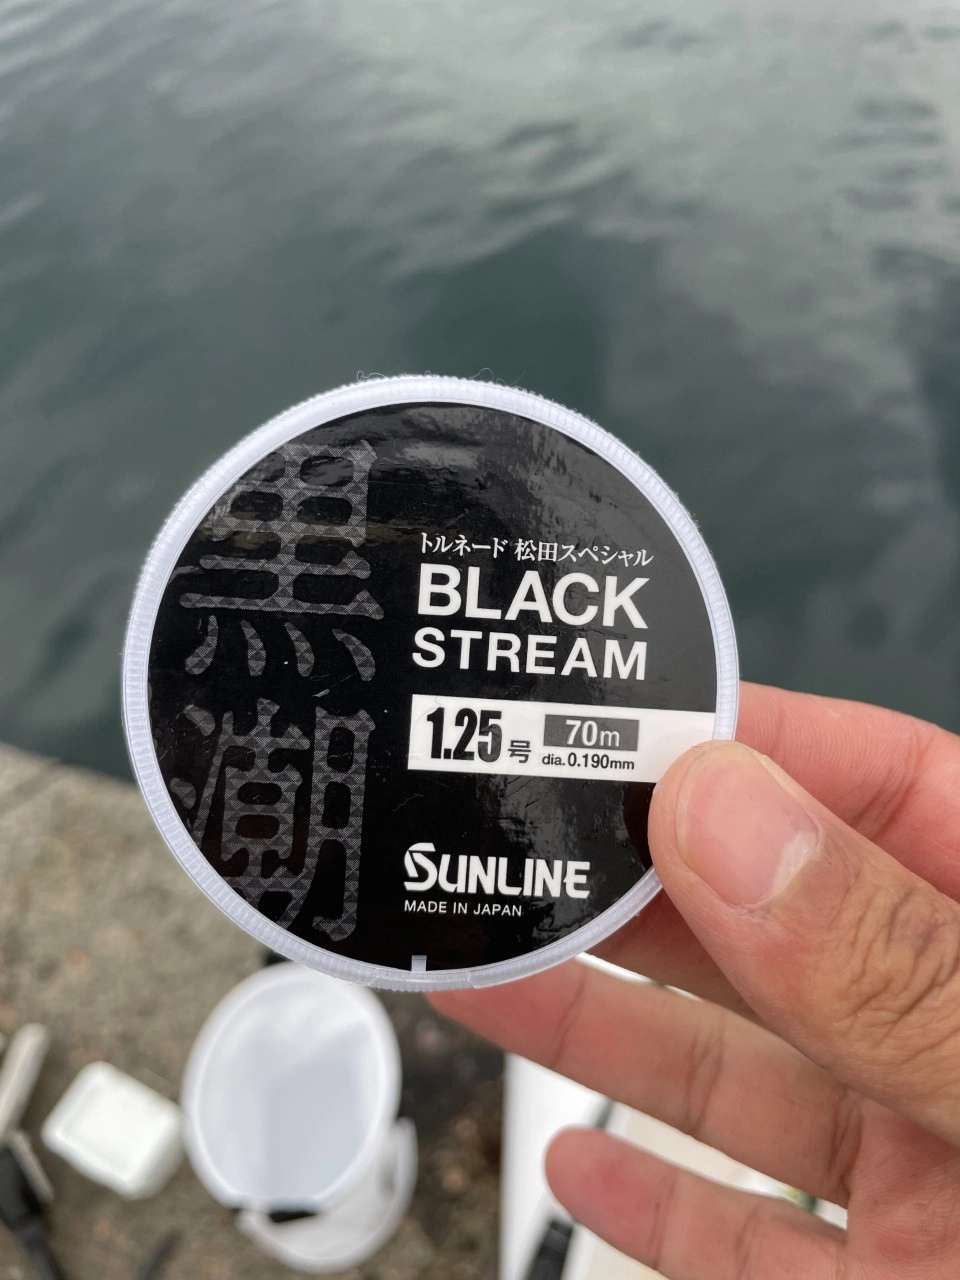 黒潮
トルネード 松田スペシャル
BLACK
STREAM
1.25号 70m
dia.0.190mm
SUNLINE
MADE IN JAPAN